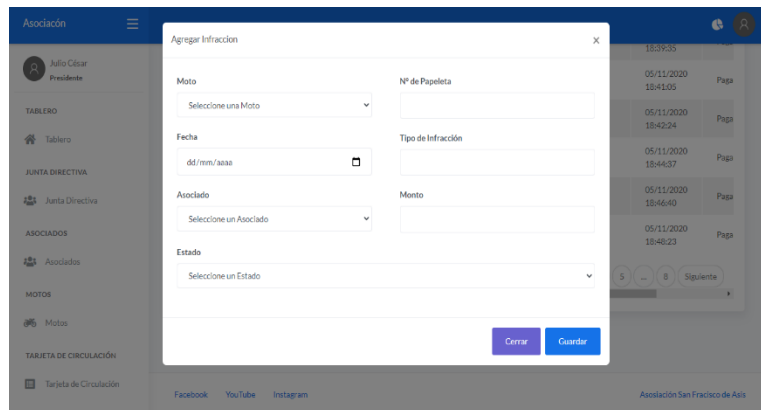 Asociacón
Julio César
Presidente
TABLERO
Tablero
JUNTA DIRECTIVA
Junta Directiva
ASOCIADOS
Asociados
MOTOS
Motos
TARJETA DE CIRCULACIÓN
Tarjeta de Circulación
Agregar Infraccion
x
Moto
Seleccione una Moto
Nº de Papeleta
Fecha
dd/mm/aaaa
Tipo de Infracción
Asociado
Seleccione un Asociado
Monto
Estado
Seleccione un Estado
Cerrar
Guardar
18:39:35
05/11/2020
18:41:05
Paga
05/11/2020
18:42:24
Paga
05/11/2020
18:44:37
Paga
05/11/2020
18:46:40
Paga
05/11/2020
18:48:23
Paga
5 ... 8 Siguiente
Facebook YouTube Instagram
Asosiación San Fracisco de Asis